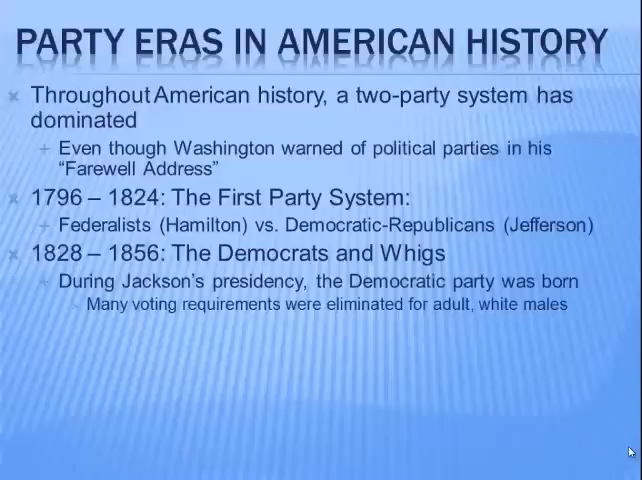 PARTY ERAS IN AMERICAN HISTORY
Throughout American history, a two-party system has
dominated
Even though Washington warned of political parties in his
“Farewell Address”
1796 – 1824: The First Party System:
Federalists (Hamilton) vs. Democratic-Republicans (Jefferson)
1828 – 1856: The Democrats and Whigs
During Jackson’s presidency, the Democratic party was born
Many voting requirements were eliminated for adult, white males